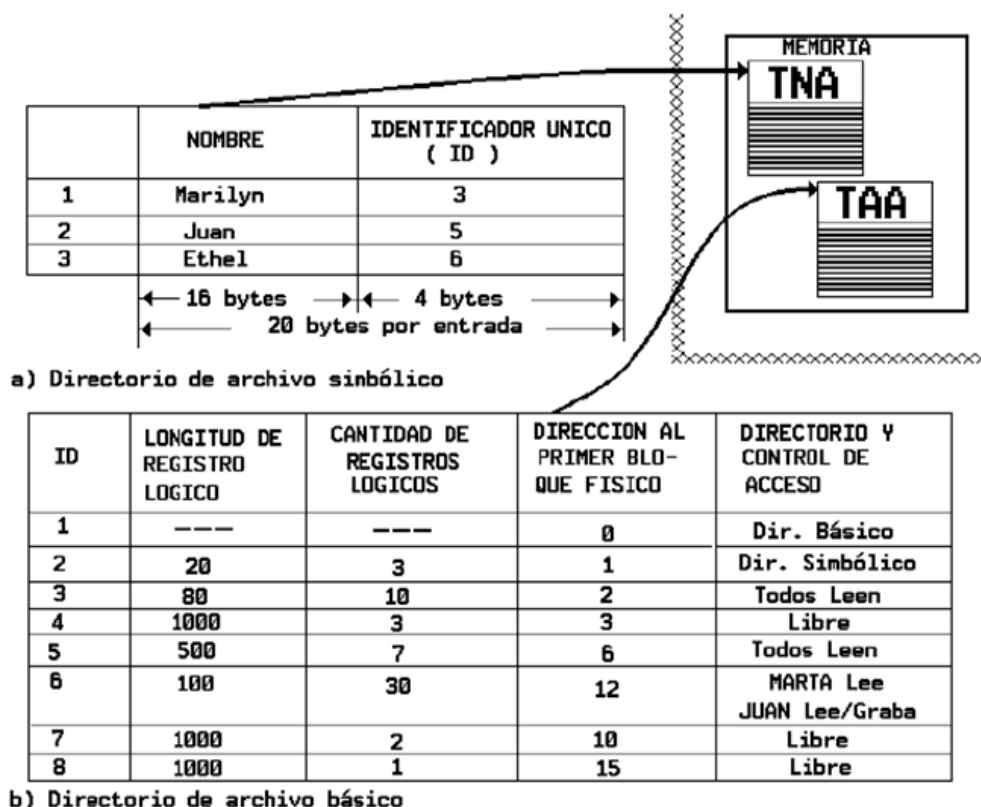 MEMORIA
TNA
TAA
NOMBRE
IDENTIFICADOR UNICO
( ID )
1 Marilyn 3
2 Juan 5
3 Ethel 6
16 bytes 4 bytes
20 bytes por entrada
a) Directorio de archivo simbólico
ID
LONGITUD DE
REGISTRO
LOGICO
CANTIDAD DE
REGISTROS
LOGICOS
DIRECCION AL
PRIMER BLO-
QUE FISICO
DIRECTORIO Y
CONTROL DE
ACCESO
1 --- --- 0 Dir. Básico
2 20 3 1 Dir. Simbólico
3 80 10 2 Todos Leen
4 1000 3 3 Libre
5 500 7 6 Todos Leen
6 100 30 12 MARTA Lee
JUAN Lee/Graba
7 1000 2 10 Libre
8 1000 1 15 Libre
b) Directorio de archivo básico